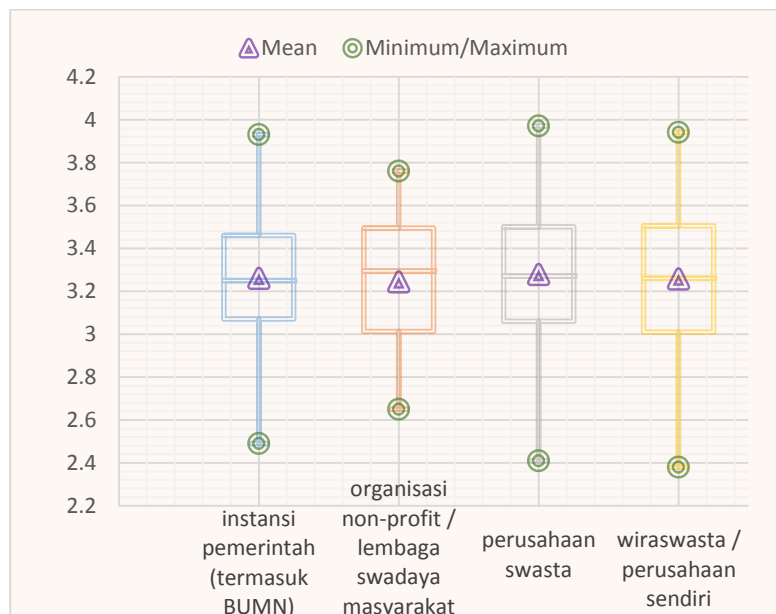 Mean Minimum/Maximum
4.2
4
3.8
3.6
3.4
3.2
3
2.8
2.6
2.4
2.2
instansi
pemerintah
(termasuk
BUMN)
organisasi
non-profit /
lembaga
swadaya
masyarakat
perusahaan
swasta
wiraswasta /
perusahaan
sendiri